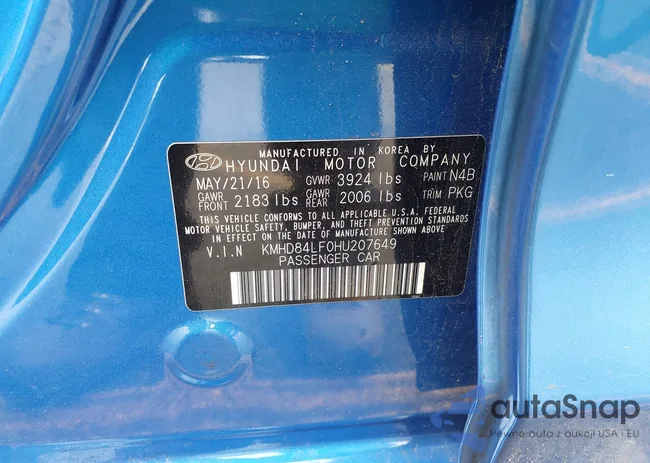 MANUFACTURED IN KOREA BY
HYUNDAI MOTOR COMPANY
MAY/21/16 GVWR 3924 lbs PAINT N4B
GAWR FRONT 2183 lbs GAWR REAR 2006 lbs TRIM PKG
THIS VEHICLE CONFORMS TO ALL APPLICABLE U.S.A. FEDERAL
MOTOR VEHICLE SAFETY, BUMPER, AND THEFT PREVENTION STANDARDS
IN EFFECT ON THE DATE OF MANUFACTURE SHOWN ABOVE.
V.I.N KMHD84LF0HU207649
PASSENGER CAR
autaSnap
Pewne auta z aukcji USA i EU